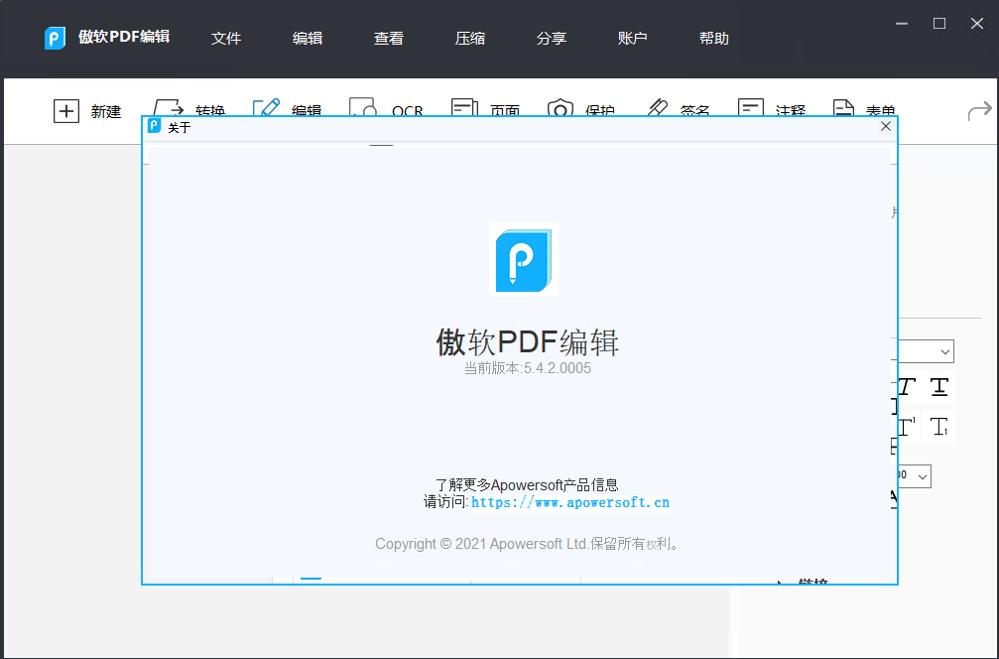 傲软PDF编辑 文件 编辑 查看 压缩 分享 账户 帮助
新建 转换 编辑 OCR 页面 保护 签名 注释 表单
关于
傲软PDF编辑
当前版本:5.4.2.0005
了解更多Apowersoft产品信息
请访问:https://www.apowersoft.cn
Copyright © 2021 Apowersoft Ltd.保留所有权利。
链接